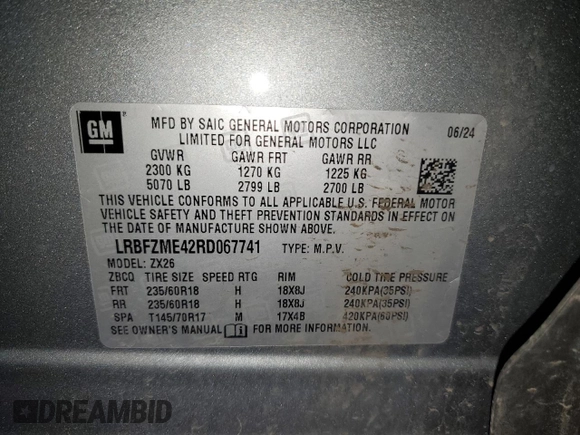 GM
MFD BY SAIC GENERAL MOTORS CORPORATION 06/24
LIMITED FOR GENERAL MOTORS LLC
GVWR GAWR FRT GAWR RR
2300 KG 1270 KG 1225 KG
5070 LB 2799 LB 2700 LB
THIS VEHICLE CONFORMS TO ALL APPLICABLE U.S. FEDERAL MOTOR
VEHICLE SAFETY AND THEFT PREVENTION STANDARDS IN EFFECT ON
THE DATE OF MANUFACTURE SHOWN ABOVE.
LRBFZME42RD067741 TYPE: M.P.V.
MODEL: ZX26
ZBCQ TIRE SIZE SPEED RTG RIM COLD TIRE PRESSURE
FRT 235/60R18 H 18X8J 240KPA(35PSI)
RR 235/60R18 H 18X8J 240KPA(35PSI)
SPA T145/70R17 M 17X4B 420KPA(60PSI)
SEE OWNER'S MANUAL FOR MORE INFORMATION.
DREAMBID